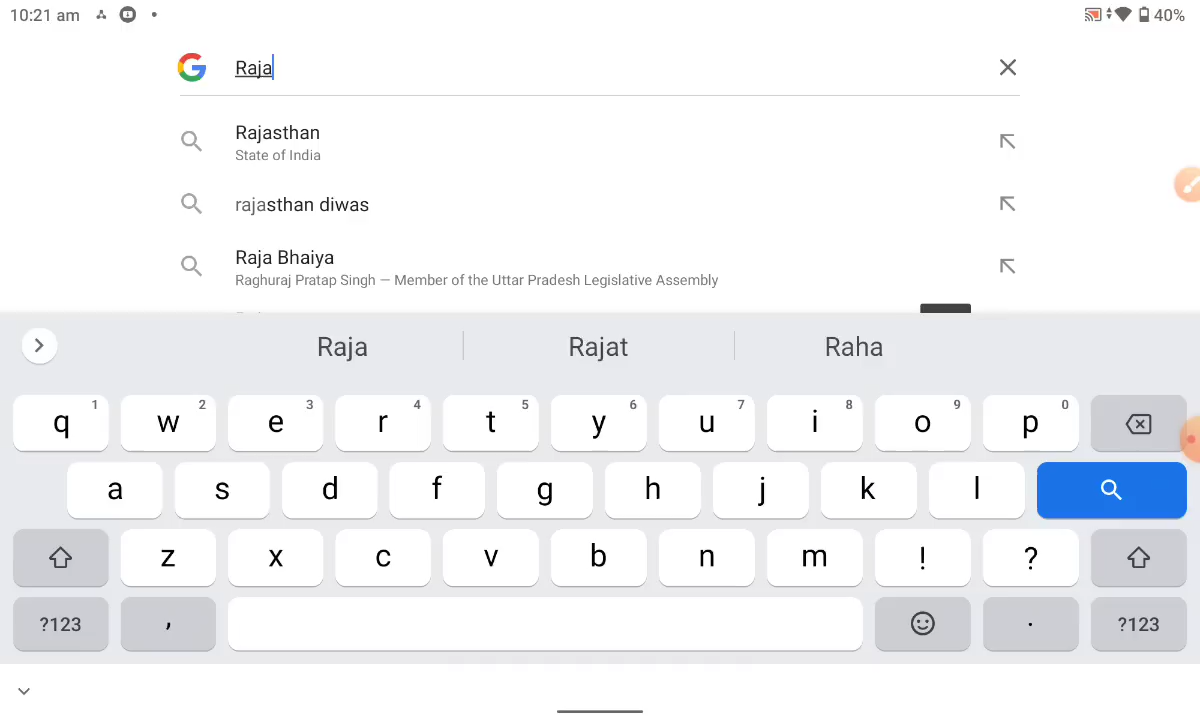 10:21 am 40%
Raja
Rajasthan
State of India
rajasthan diwas
Raja Bhaiya
Raghuraj Pratap Singh — Member of the Uttar Pradesh Legislative Assembly
Raja Rajat Raha
q 1 w 2 e 3 r 4 t 5 y 6 u 7 i 8 o 9 p 0
a s d f g h j k l
z x c v b n m ! ?
?123 , . ?123